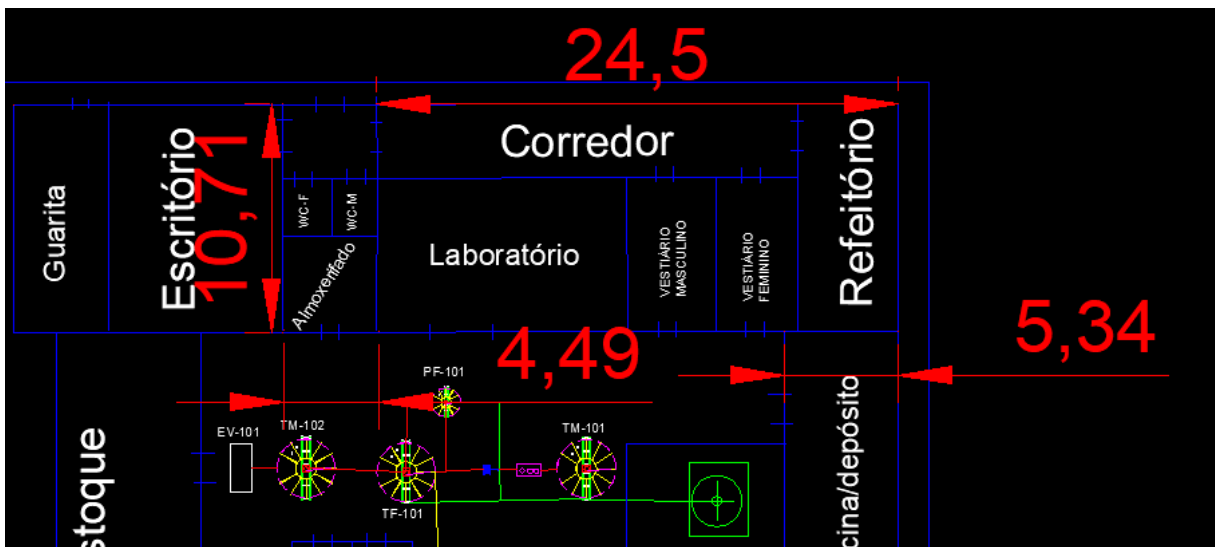 24,5
Corredor
Guarita
Escritório
10,71
WC-F
WC-M
Almoxerifado
Laboratório
VESTIÁRIO
MASCULINO
VESTIÁRIO
FEMININO
Refeitório
5,34
4,49
PF-101
EV-101
TM-102
TM-101
TF-101
BB
stoque
cina/depósito